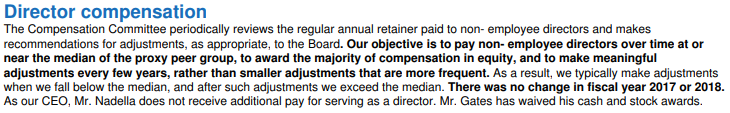 Director compensation
The Compensation Committee periodically reviews the regular annual retainer paid to non- employee directors and makes
recommendations for adjustments, as appropriate, to the Board. Our objective is to pay non- employee directors over time at or
near the median of the proxy peer group, to award the majority of compensation in equity, and to make meaningful
adjustments every few years, rather than smaller adjustments that are more frequent. As a result, we typically make adjustments
when we fall below the median, and after such adjustments we exceed the median. There was no change in fiscal year 2017 or 2018.
As our CEO, Mr. Nadella does not receive additional pay for serving as a director. Mr. Gates has waived his cash and stock awards.